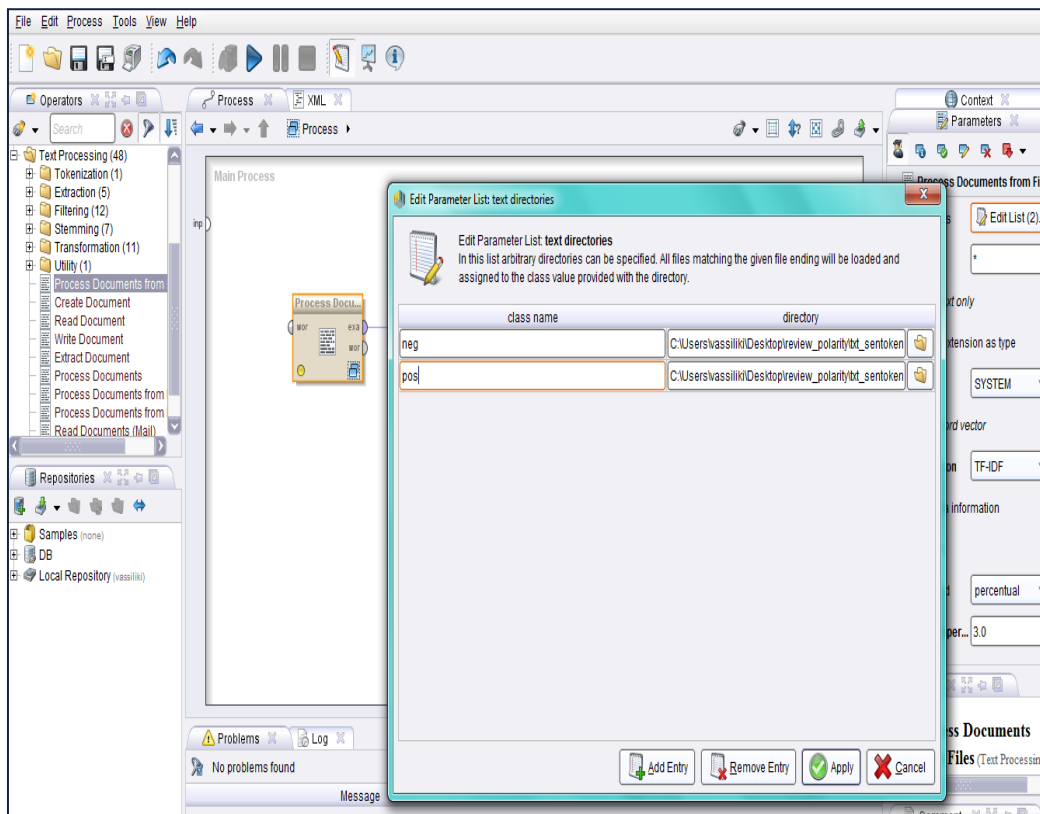 File Edit Process Tools View Help
Operators
Search
Text Processing (48)
Tokenization (1)
Extraction (5)
Filtering (12)
Stemming (7)
Transformation (11)
Utility (1)
Process Documents from
Create Document
Read Document
Write Document
Extract Document
Process Documents
Process Documents from
Process Documents from
Read Documents (Mail)
Repositories
Samples (none)
DB
Local Repository (vassiliki)
Process XML
Process
Main Process
inp
Process Docu...
wor exa
wor
Edit Parameter List: text directories
Edit Parameter List: text directories
In this list arbitrary directories can be specified. All files matching the given file ending will be loaded and
assigned to the class value provided with the directory.
class name directory
neg C:\Users\vassiliki\Desktop\review_polarity\txt_sentoken
pos C:\Users\vassiliki\Desktop\review_polarity\txt_sentoken
Add Entry Remove Entry Apply Cancel
Problems Log
No problems found
Message
Context
Parameters
Process Documents from Fi
s Edit List (2).
*
xt only
xtension as type
SYSTEM
ord vector
on TF-IDF
a information
d percentual
per... 3.0
ss Documents
Files (Text Processin